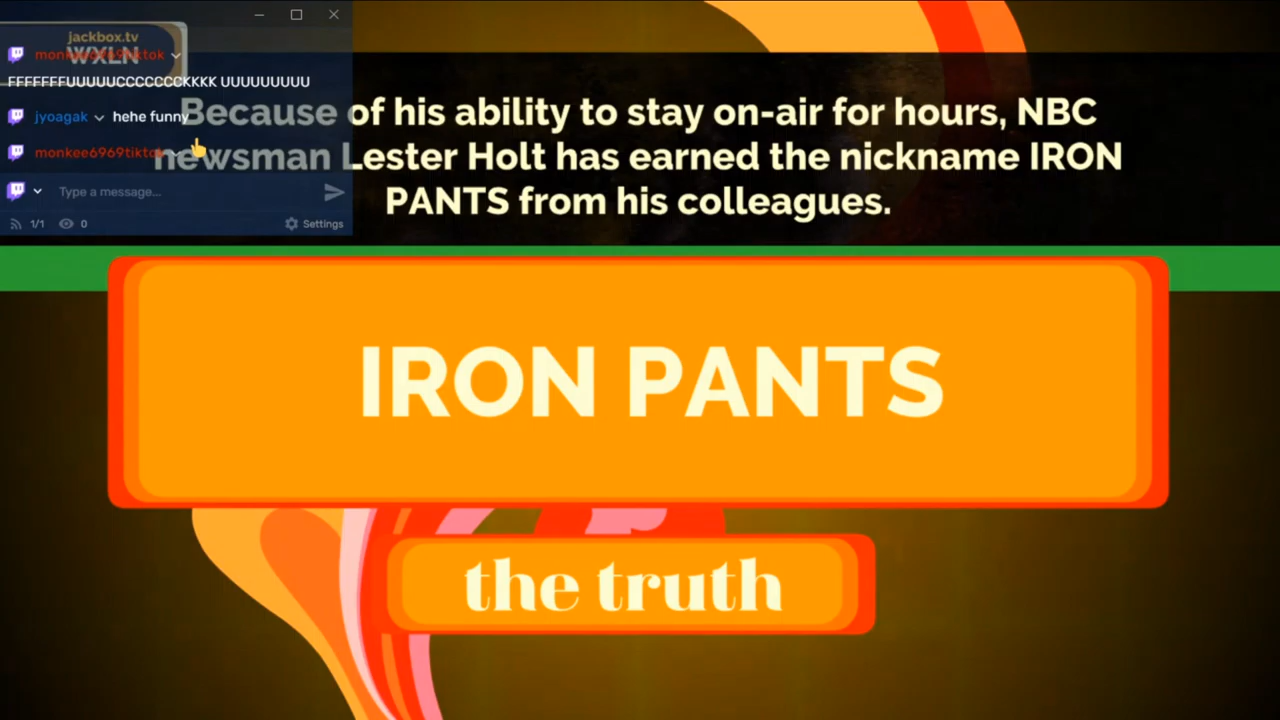 jackbox.tv
WXLN
FFFFFFFUUUUUCCCCCCCKKKK UUUUUUUUU
jyoagak hehe funny
monkee6969tiktok
Type a message...
1/1 0 Settings
Because of his ability to stay on-air for hours, NBC
newsman Lester Holt has earned the nickname IRON
PANTS from his colleagues.
IRON PANTS
the truth